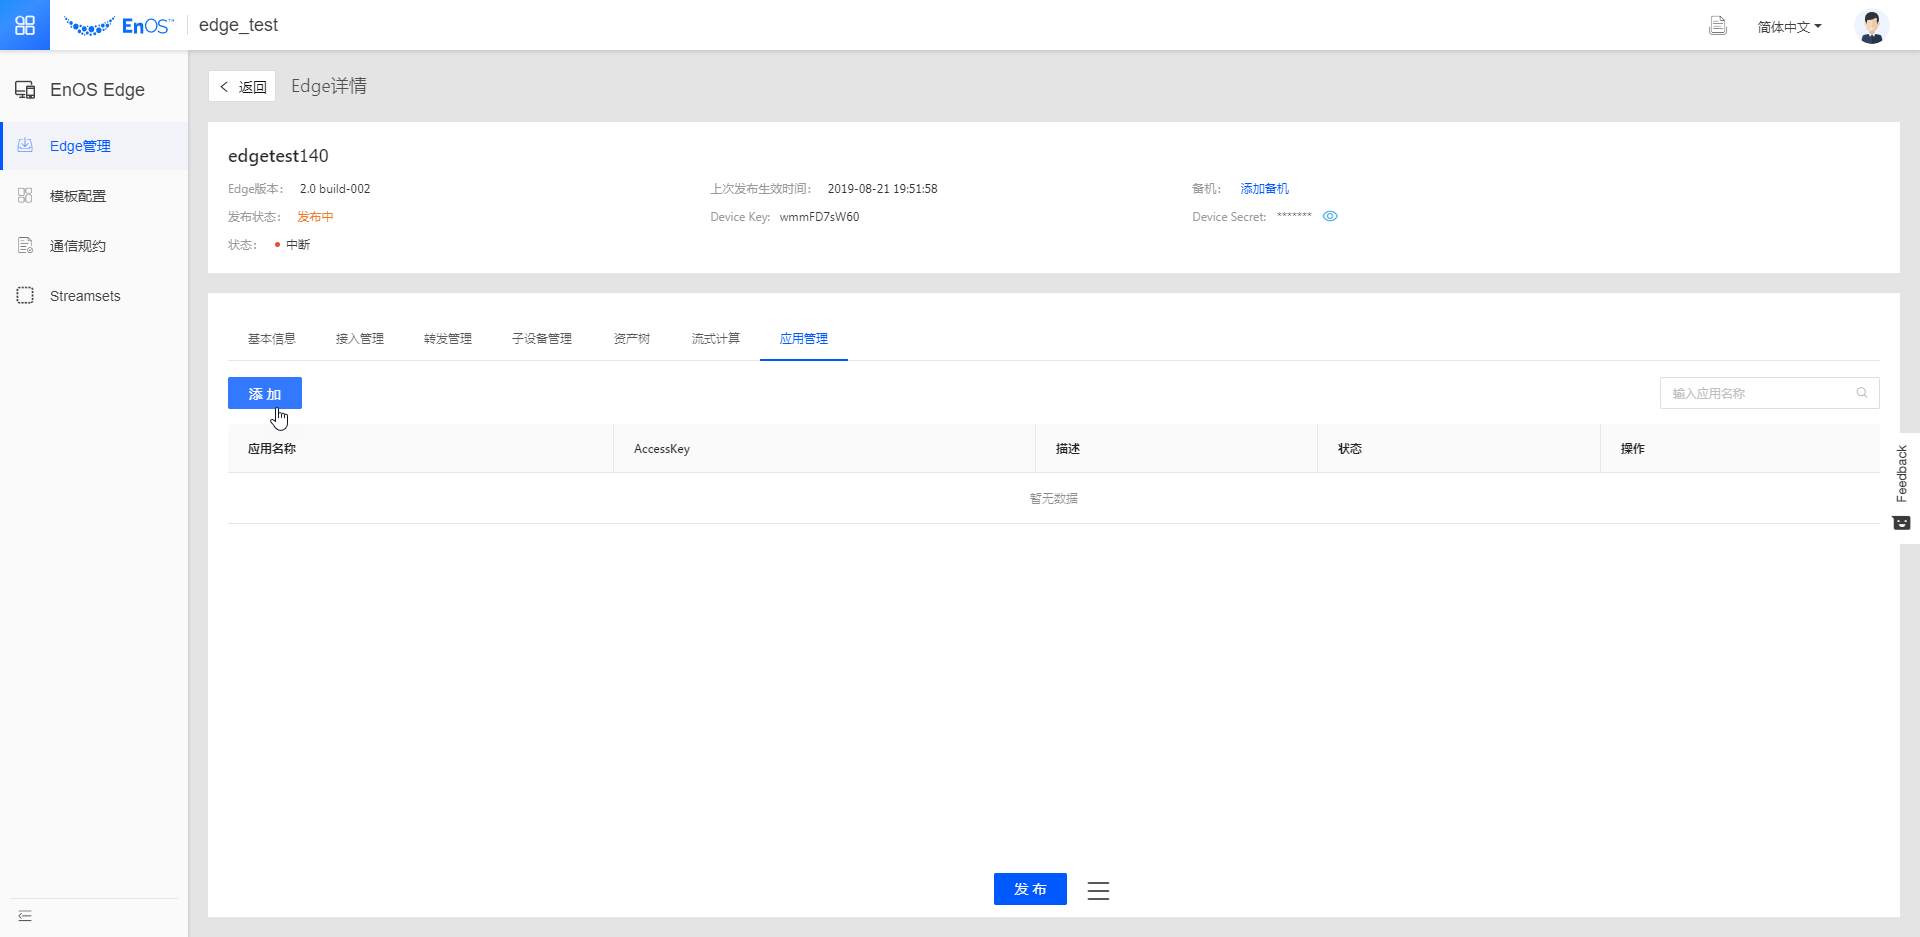 EnOS™ edge_test 简体中文
EnOS Edge
Edge管理
模板配置
通信规约
Streamsets
返回 Edge详情
edgetest140
Edge版本： 2.0 build-002 上次发布生效时间： 2019-08-21 19:51:58 备机： 添加备机
发布状态： 发布中 Device Key: wmmFD7sW60 Device Secret: *******
状态： 中断
基本信息 接入管理 转发管理 子设备管理 资产树 流式计算 应用管理
添 加 输入应用名称
应用名称 AccessKey 描述 状态 操作
暂无数据
Feedback
发 布